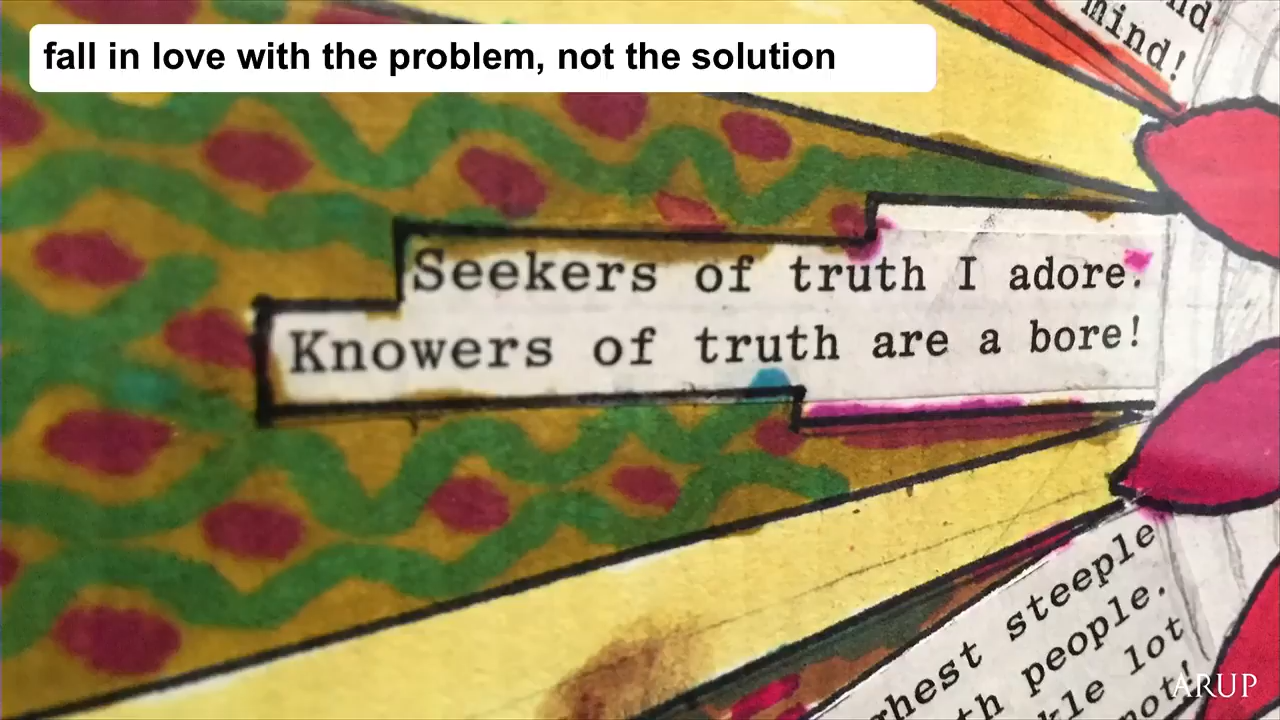 fall in love with the problem, not the solution
mind!
Seekers of truth I adore.
Knowers of truth are a bore!
steeple
people.
lot
ARUP